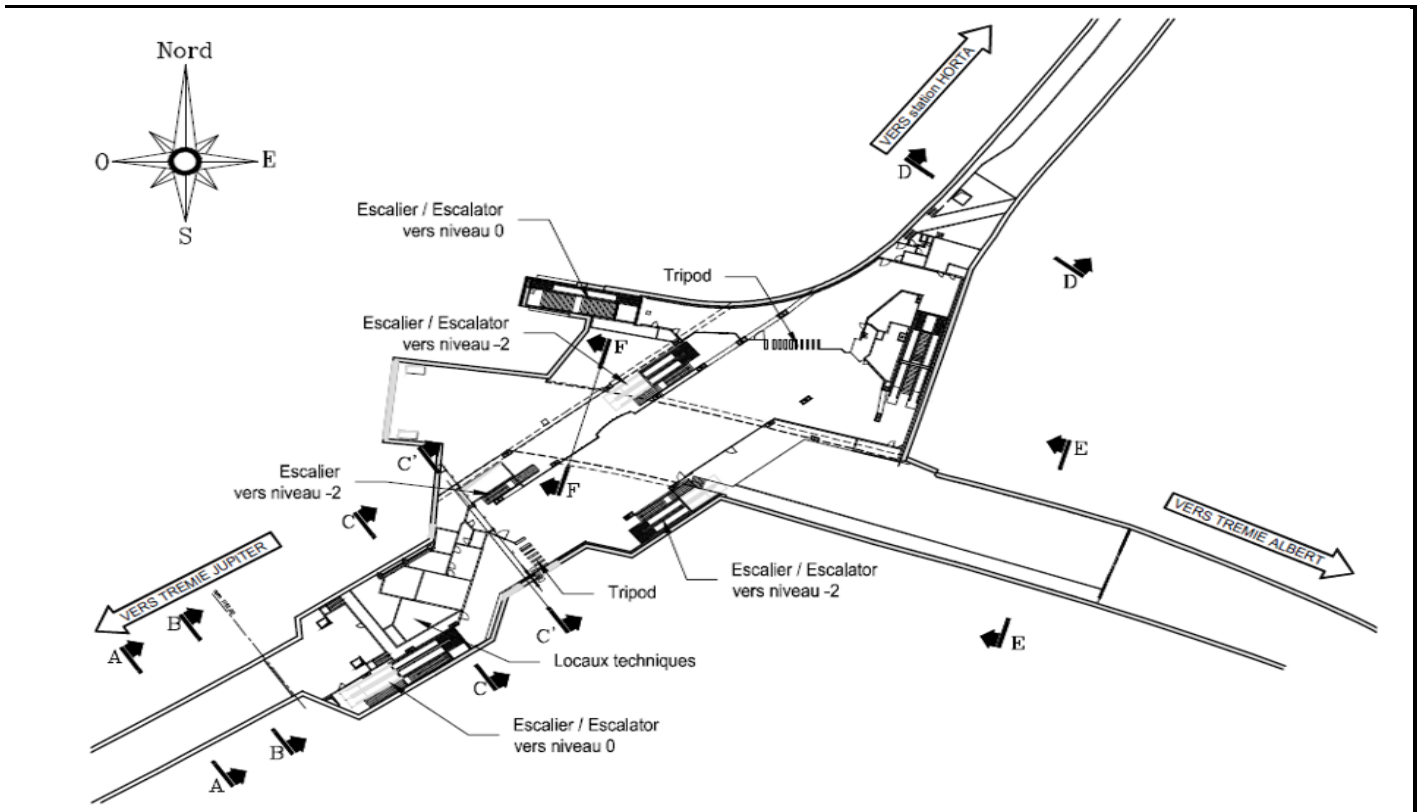 Nord
O
E
S
VERS station HORTA
D
Escalier / Escalator
vers niveau 0
Tripod
D
Escalier / Escalator
vers niveau -2
F
E
C'
Escalier
vers niveau -2
F
C
VERS TREMIE ALBERT
VERS TREMIE JUPITER
Escalier / Escalator
vers niveau -2
Tripod
B
C'
E
A
Locaux techniques
C
Escalier / Escalator
vers niveau 0
B
A